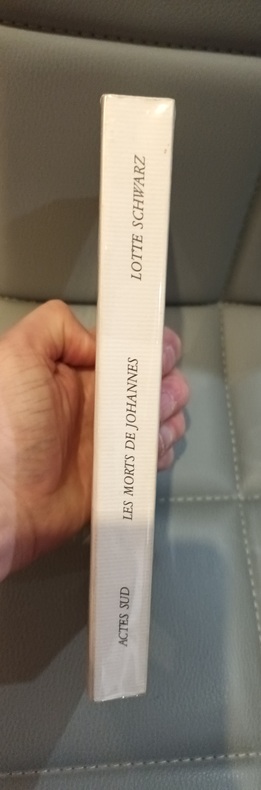 LOTTE SCHWARZ
LES MORTS DE JOHANNES
ACTES SUD